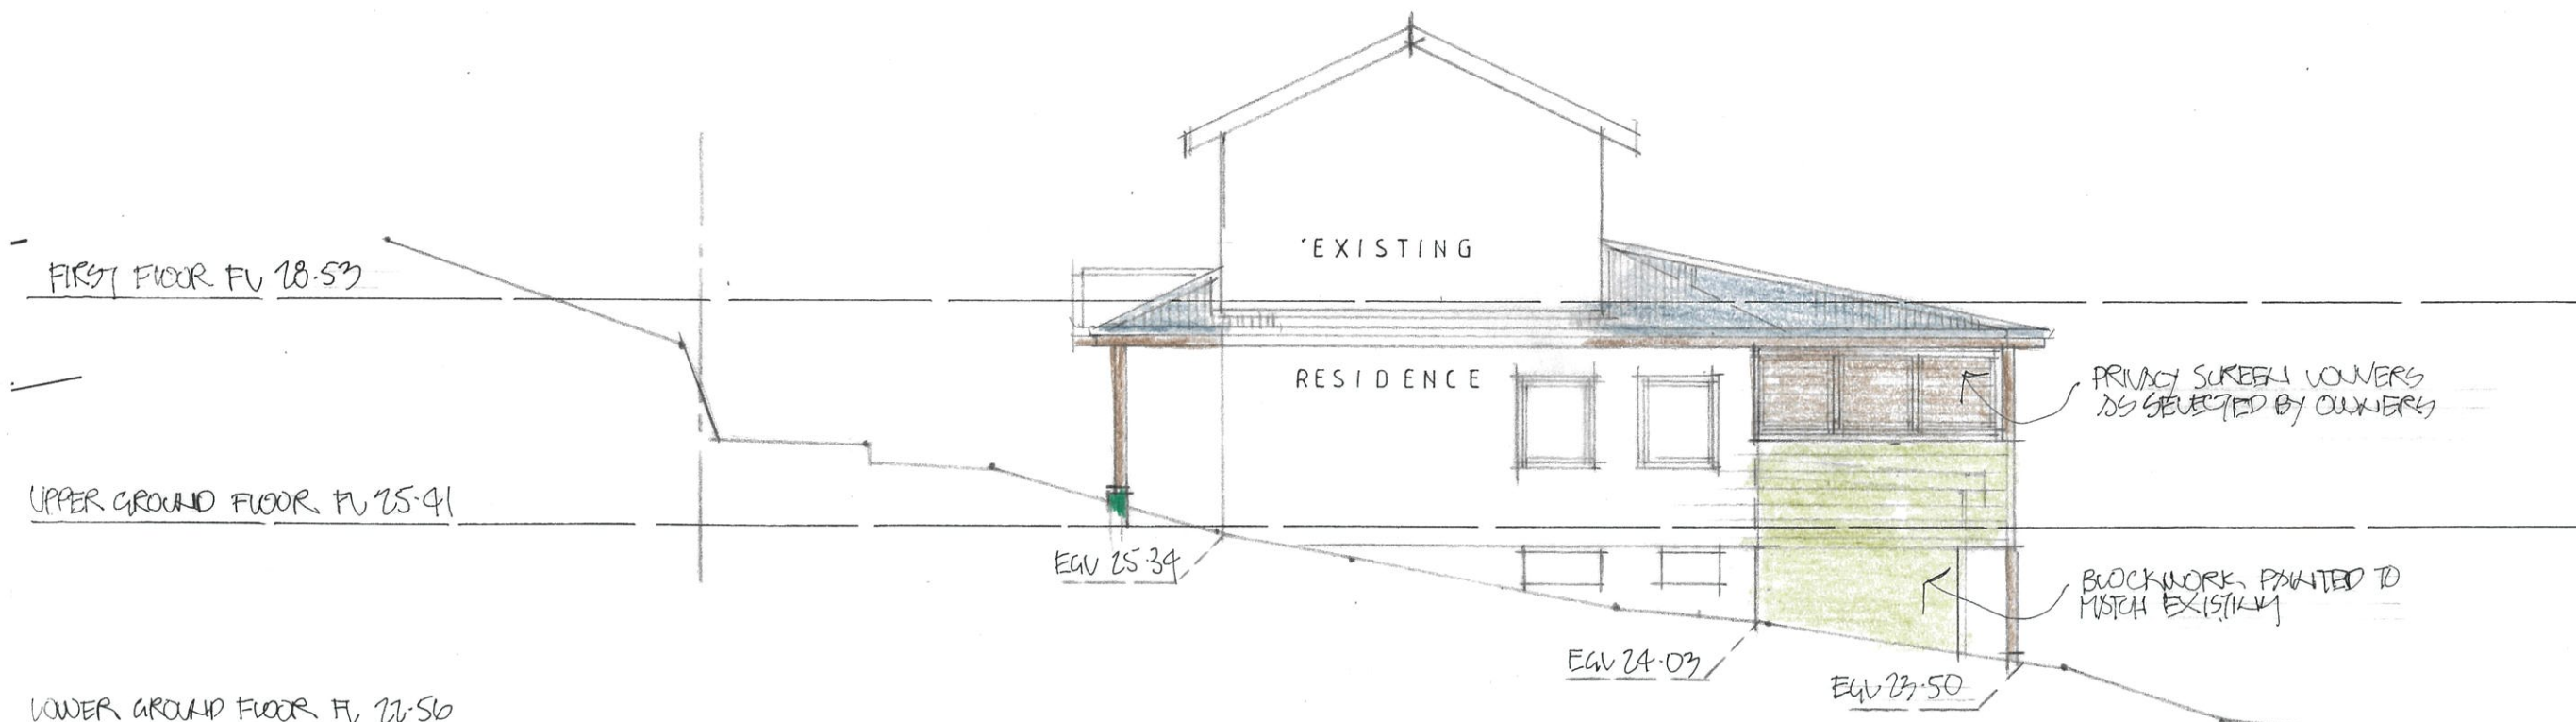 EXISTING
FIRST FLOOR FL 28.53
RESIDENCE
PRIVACY SCREEN LOUVERS
AS SELECTED BY OWNERS
UPPER GROUND FLOOR FL 25.41
EGL 25.34
BLOCKWORK PAINTED TO
MATCH EXISTING
EGL 24.03
EGL 23.50
LOWER GROUND FLOOR FL 22.56